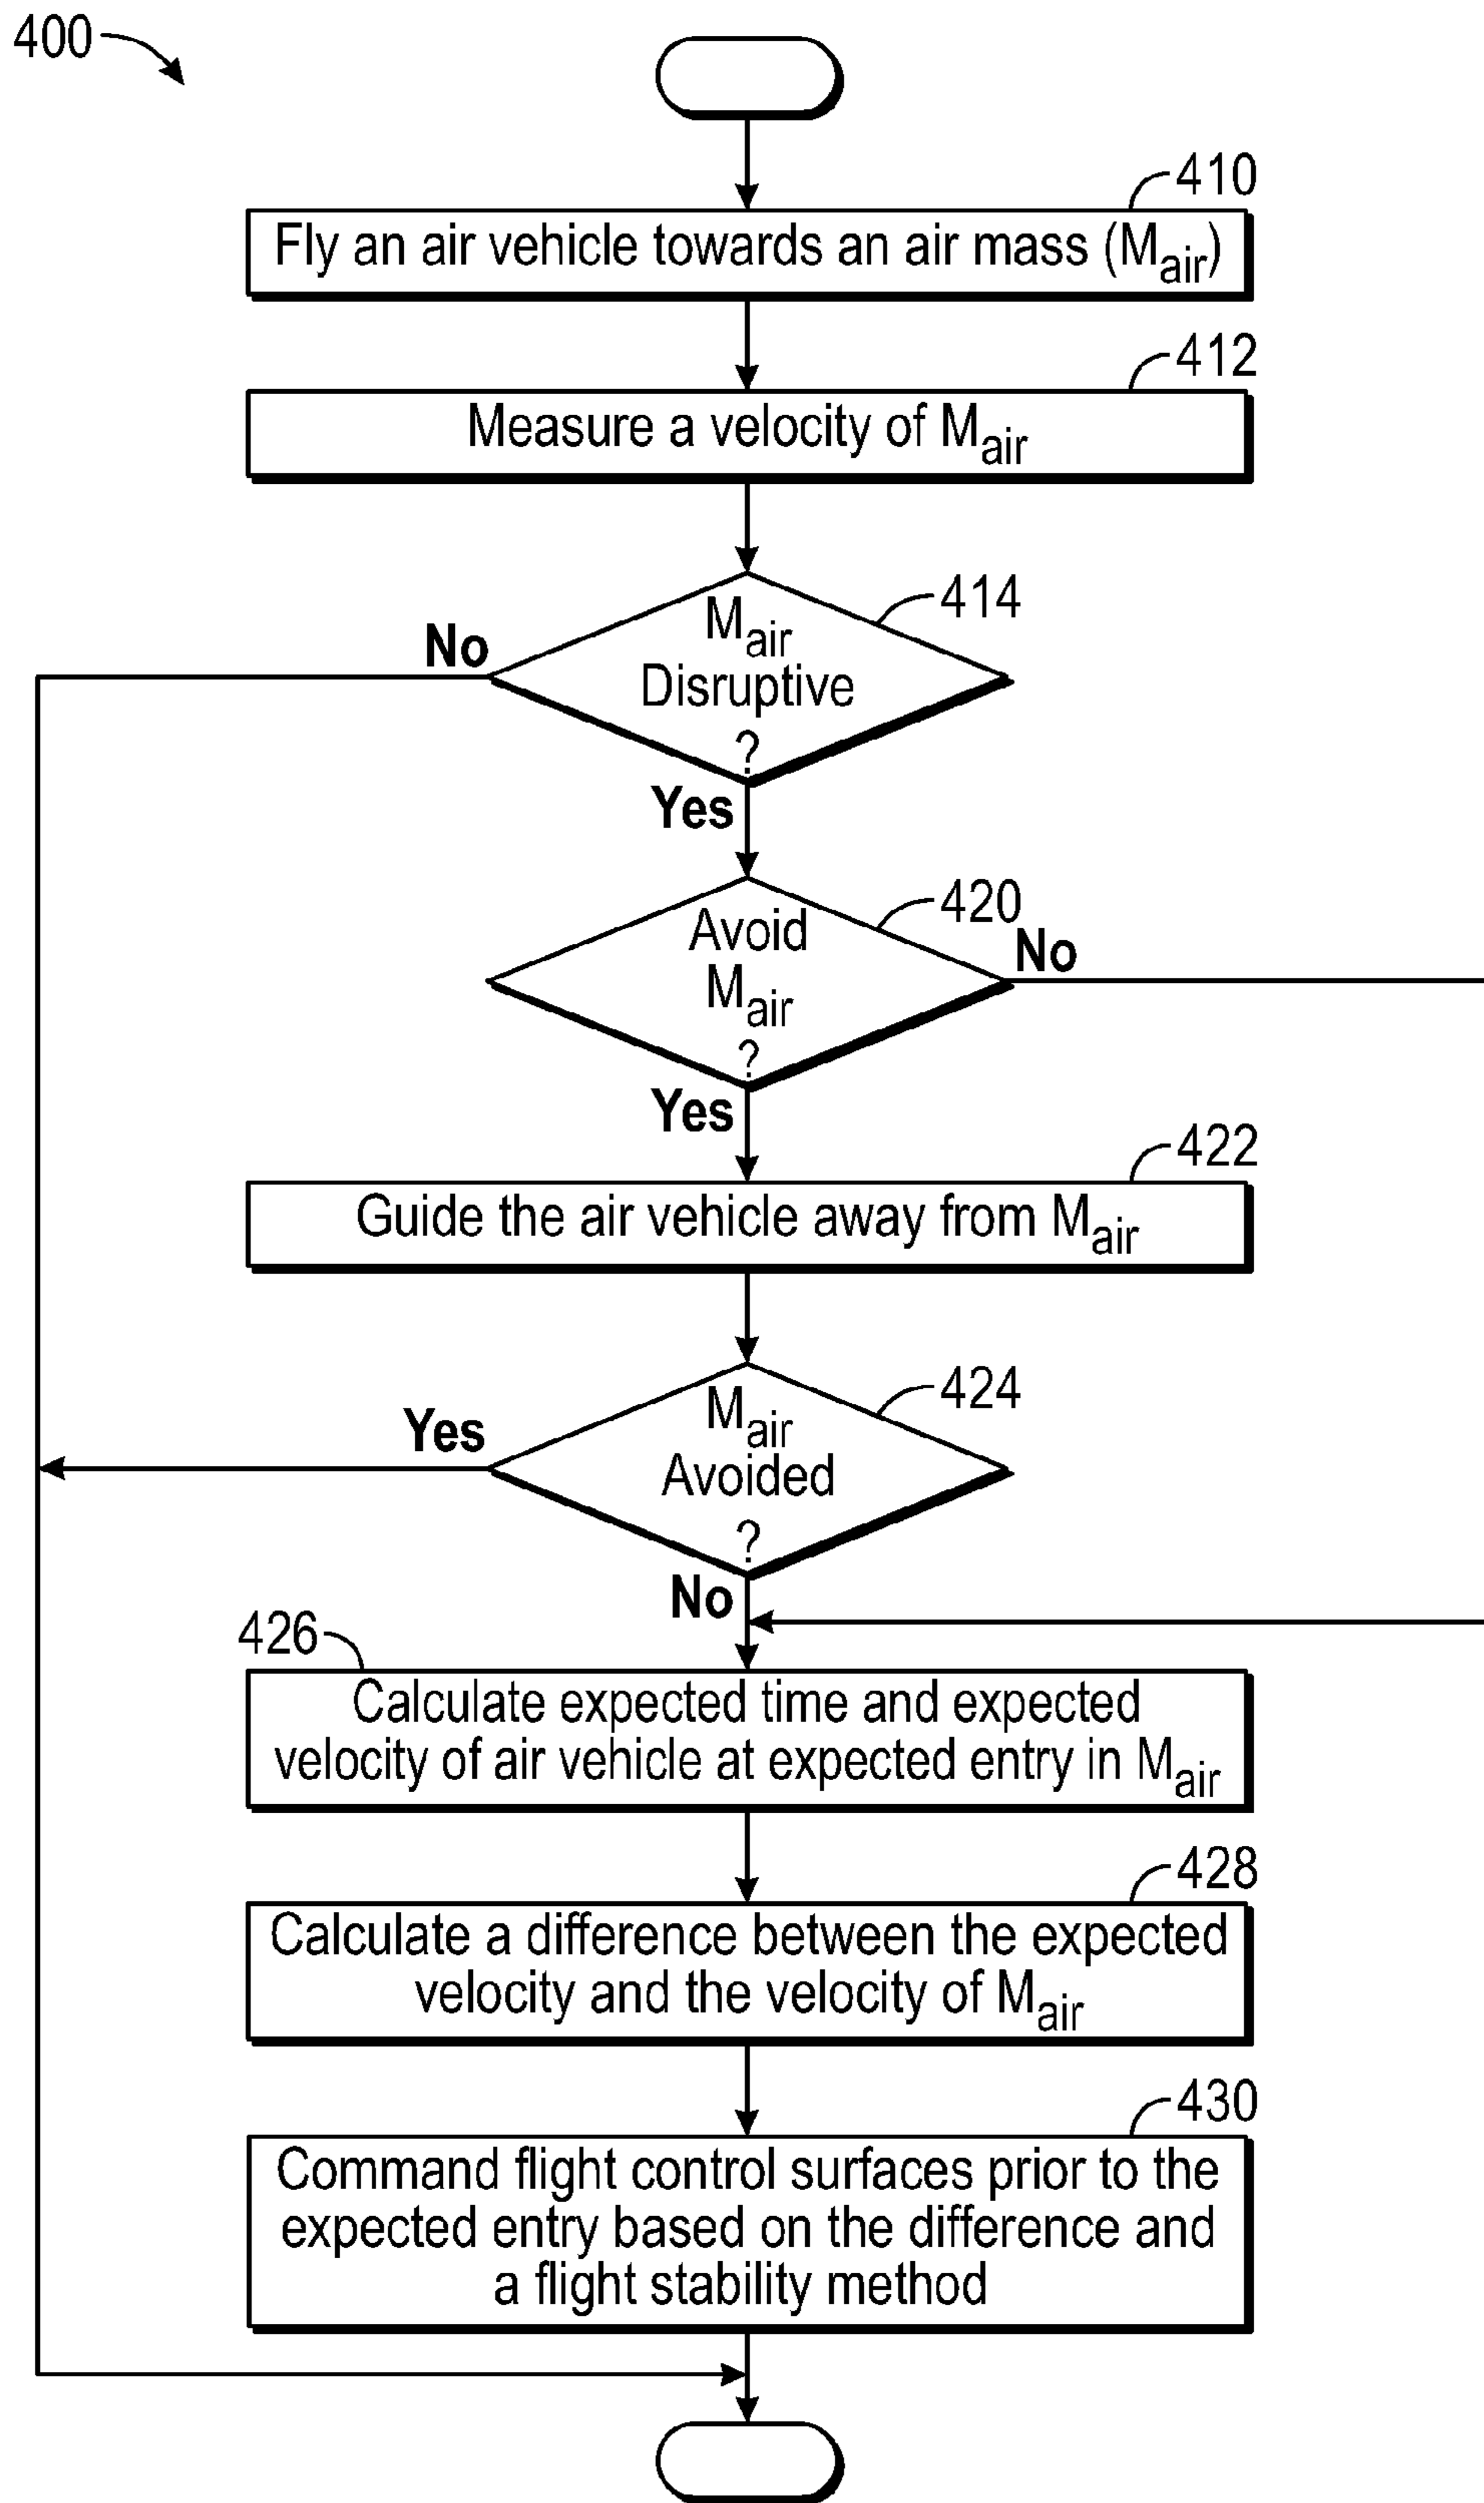 400
410
Fly an air vehicle towards an air mass (Mair)
412
Measure a velocity of Mair
414
Mair
Disruptive
?
No
Yes
420
Avoid
Mair
?
No
Yes
422
Guide the air vehicle away from Mair
424
Mair
Avoided
?
Yes
No
426
Calculate expected time and expected
velocity of air vehicle at expected entry in Mair
428
Calculate a difference between the expected
velocity and the velocity of Mair
430
Command flight control surfaces prior to the
expected entry based on the difference and
a flight stability method